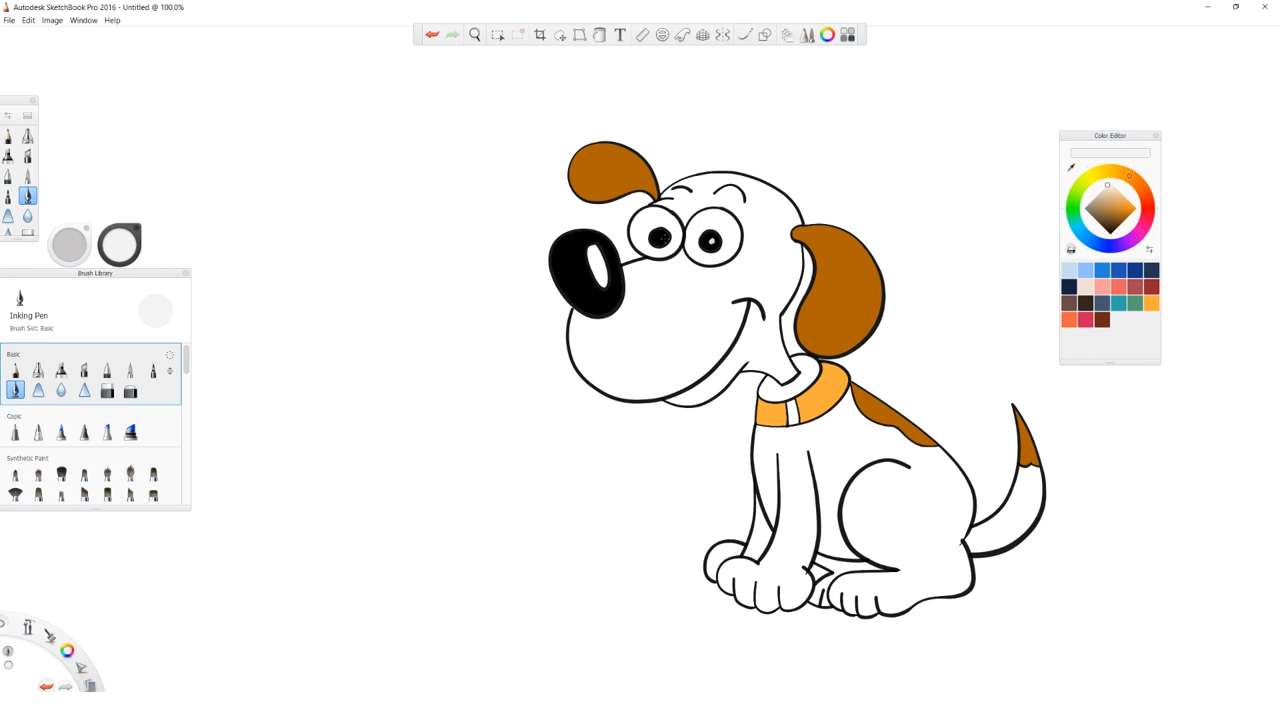 Autodesk SketchBook Pro 2016 - Untitled @ 100.0%
File Edit Image Window Help
Color Editor
Brush Library
Inking Pen
Brush Set: Basic
Basic
Copic
Synthetic Paint